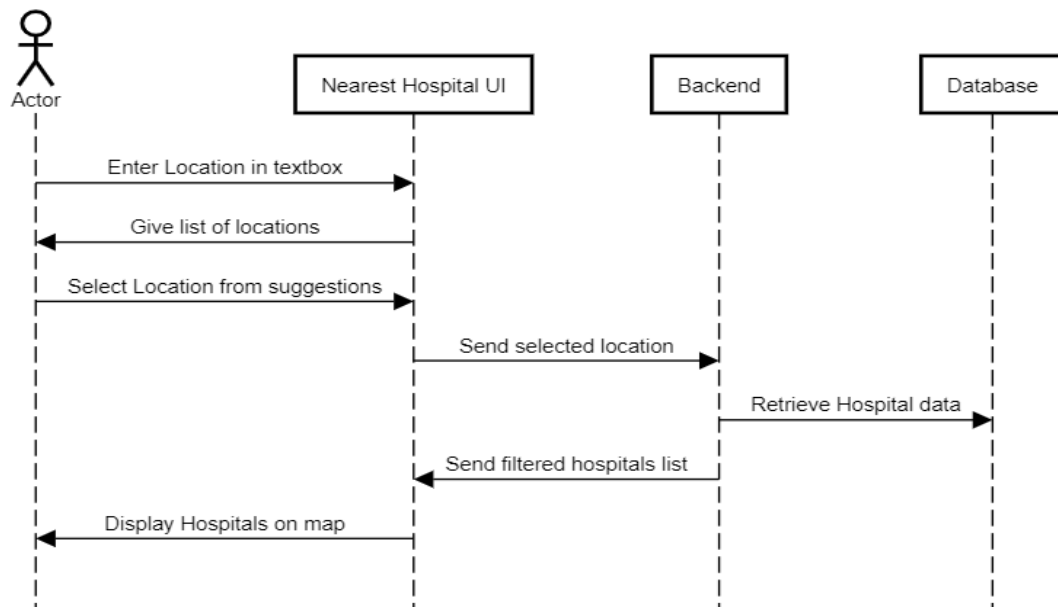 Actor
Nearest Hospital UI
Backend
Database
Enter Location in textbox
Give list of locations
Select Location from suggestions
Send selected location
Retrieve Hospital data
Send filtered hospitals list
Display Hospitals on map